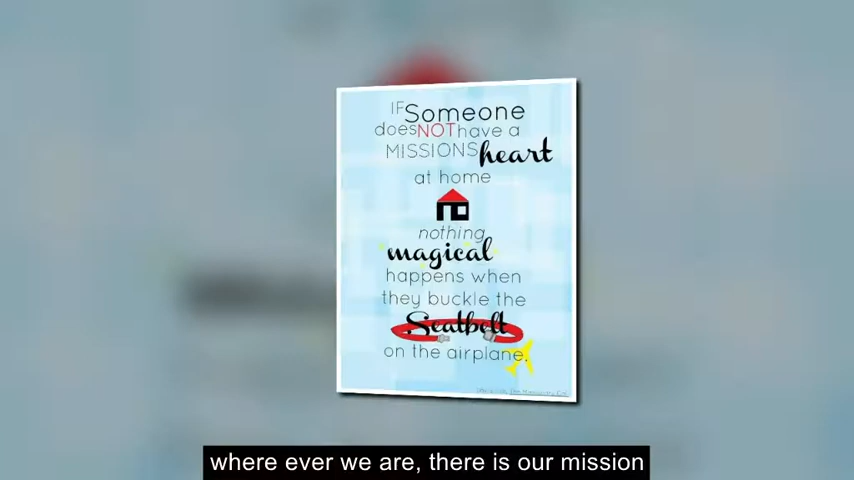 IF Someone
does NOT have a
MISSIONS heart
at home
nothing
magical
happens when
they buckle the
Seatbelt
on the airplane.
where ever we are, there is our mission